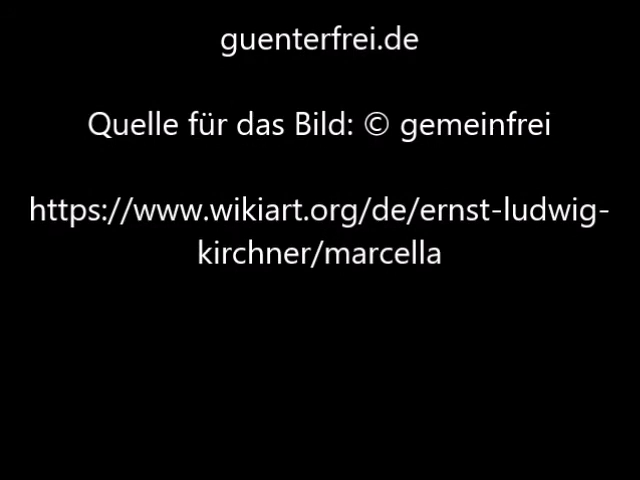 guenterfrei.de
Quelle für das Bild: © gemeinfrei
https://www.wikiart.org/de/ernst-ludwig-
kirchner/marcella